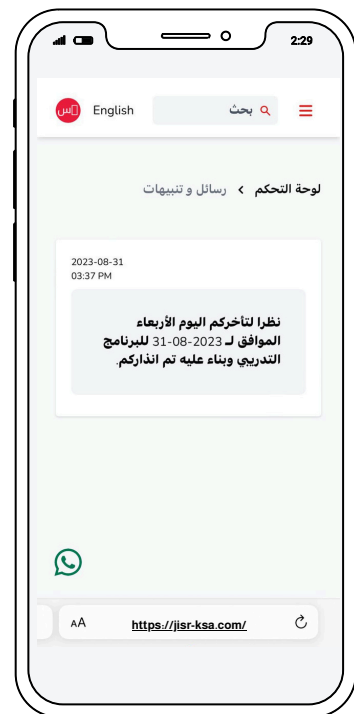 2:29
س English بحث
لوحة التحكم › رسائل و تنبيهات
2023-08-31
03:37 PM
نظرا لتأخركم اليوم الأربعاء
الموافق لـ 2023-08-31 للبرنامج
التدريبي وبناء عليه تم انذاركم.
AA https://jisr-ksa.com/